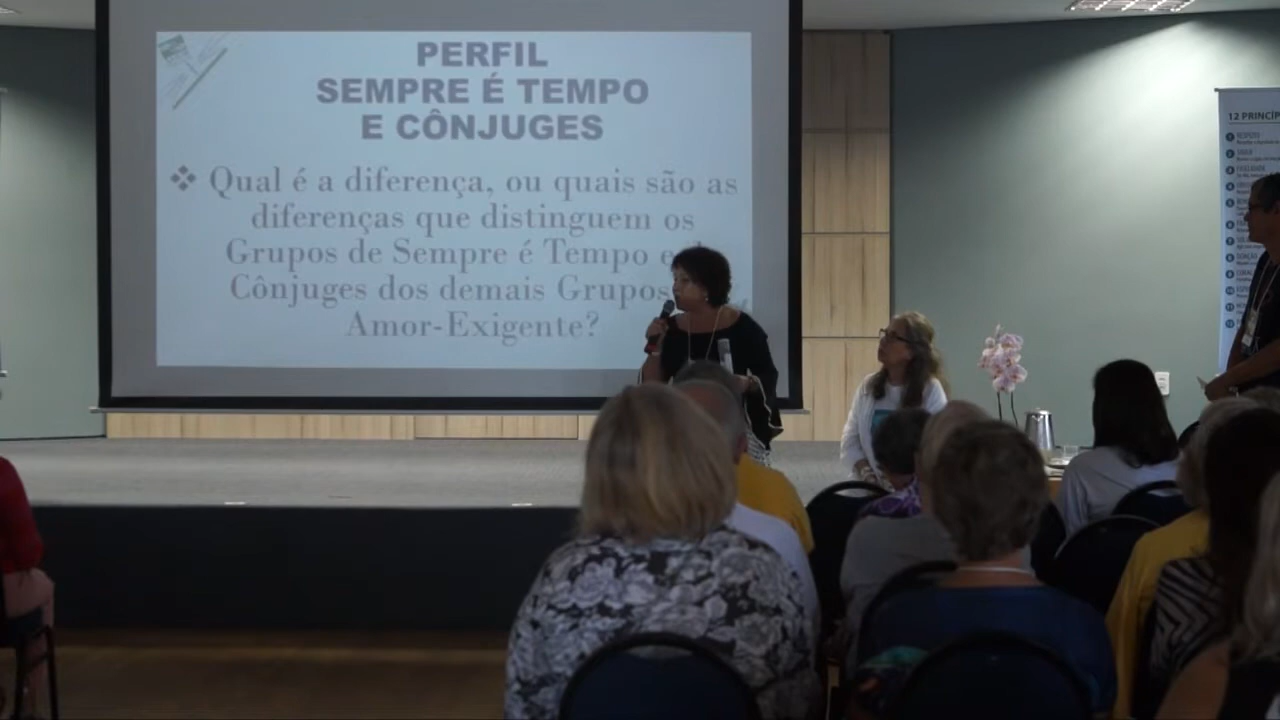 PERFIL
SEMPRE É TEMPO
E CÔNJUGES
❖ Qual é a diferença, ou quais são as
diferenças que distinguem os
Grupos de Sempre é Tempo e
Cônjuges dos demais Grupos
Amor-Exigente?
12 PRINCÍP